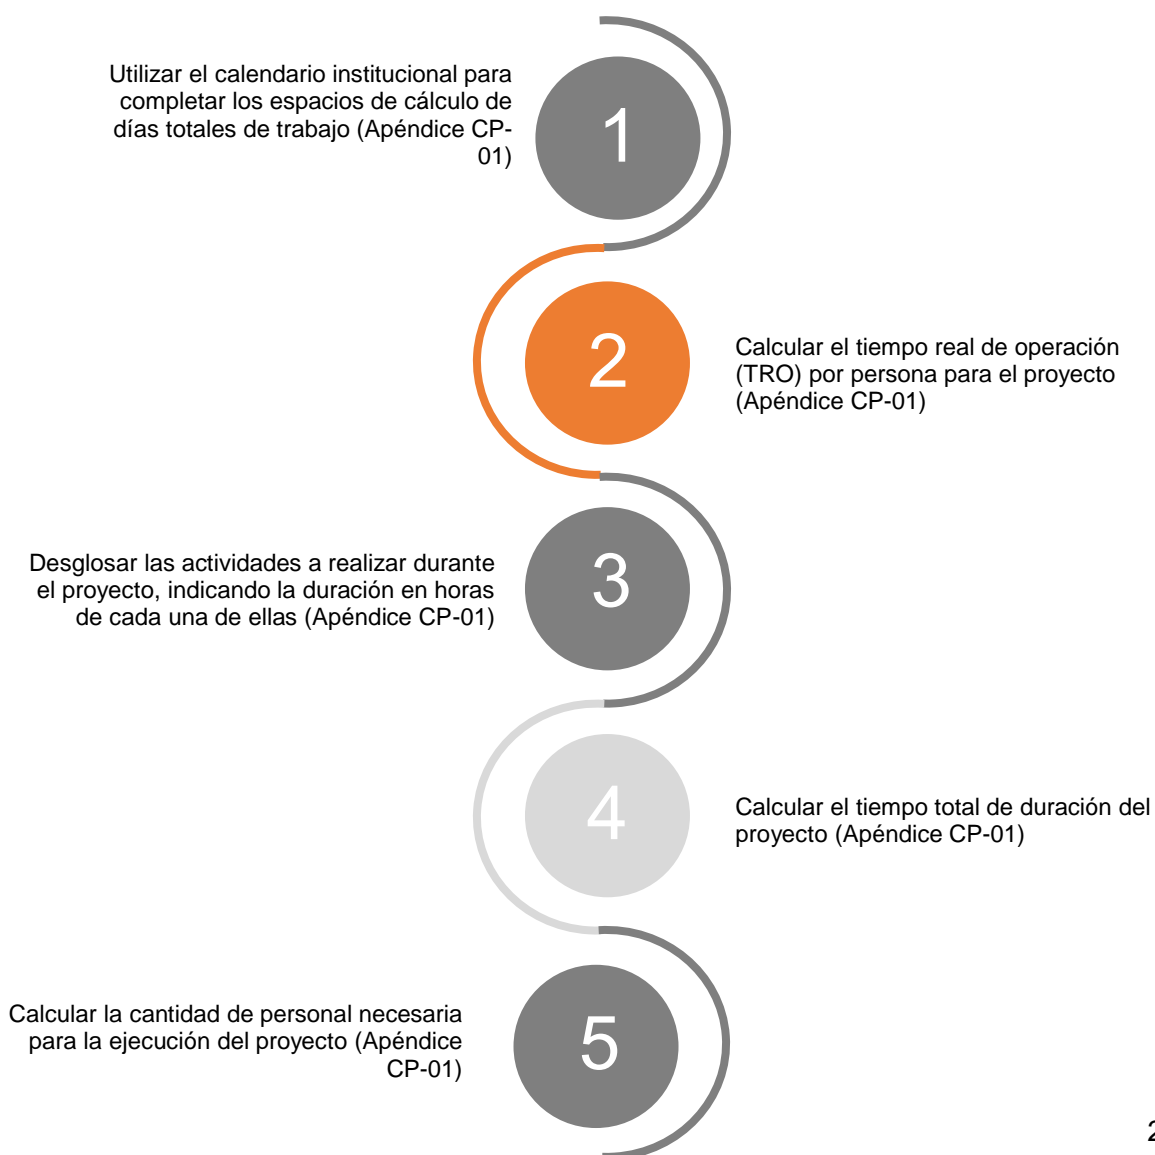 Utilizar el calendario institucional para
completar los espacios de cálculo de
días totales de trabajo (Apéndice CP-
01)
1
2
Calcular el tiempo real de operación
(TRO) por persona para el proyecto
(Apéndice CP-01)
Desglosar las actividades a realizar durante
el proyecto, indicando la duración en horas
de cada una de ellas (Apéndice CP-01)
3
4
Calcular el tiempo total de duración del
proyecto (Apéndice CP-01)
Calcular la cantidad de personal necesaria
para la ejecución del proyecto (Apéndice
CP-01)
5
2